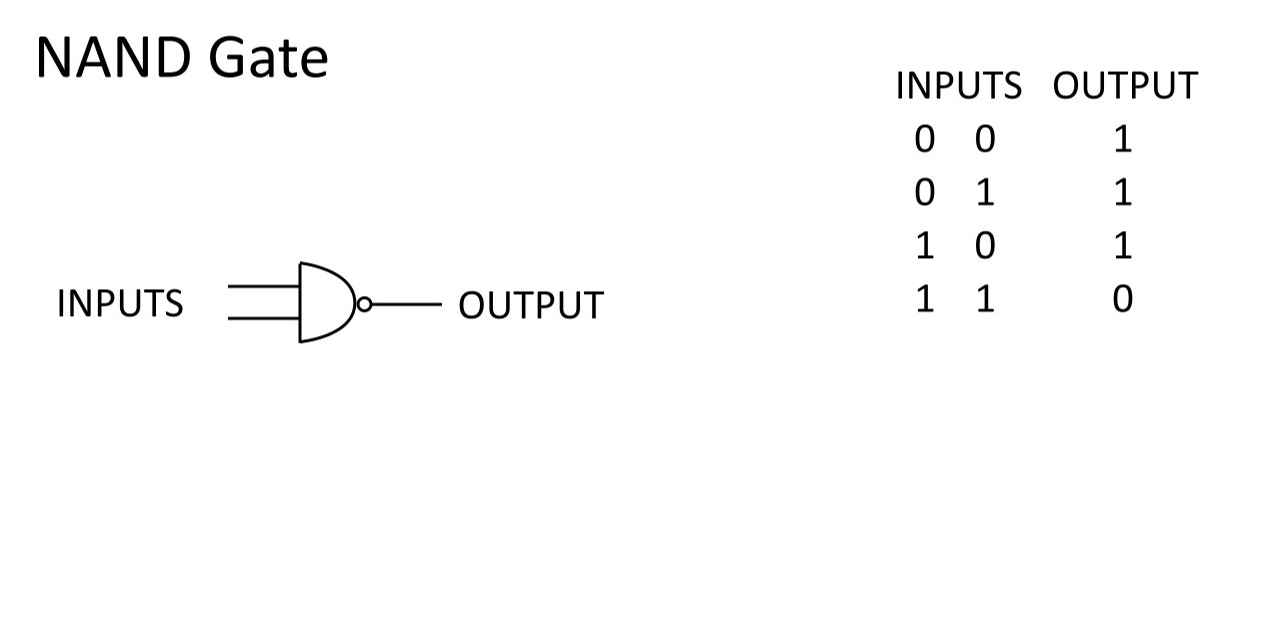 NAND Gate
INPUTS OUTPUT
0 0 1
0 1 1
1 0 1
1 1 0
INPUTS OUTPUT